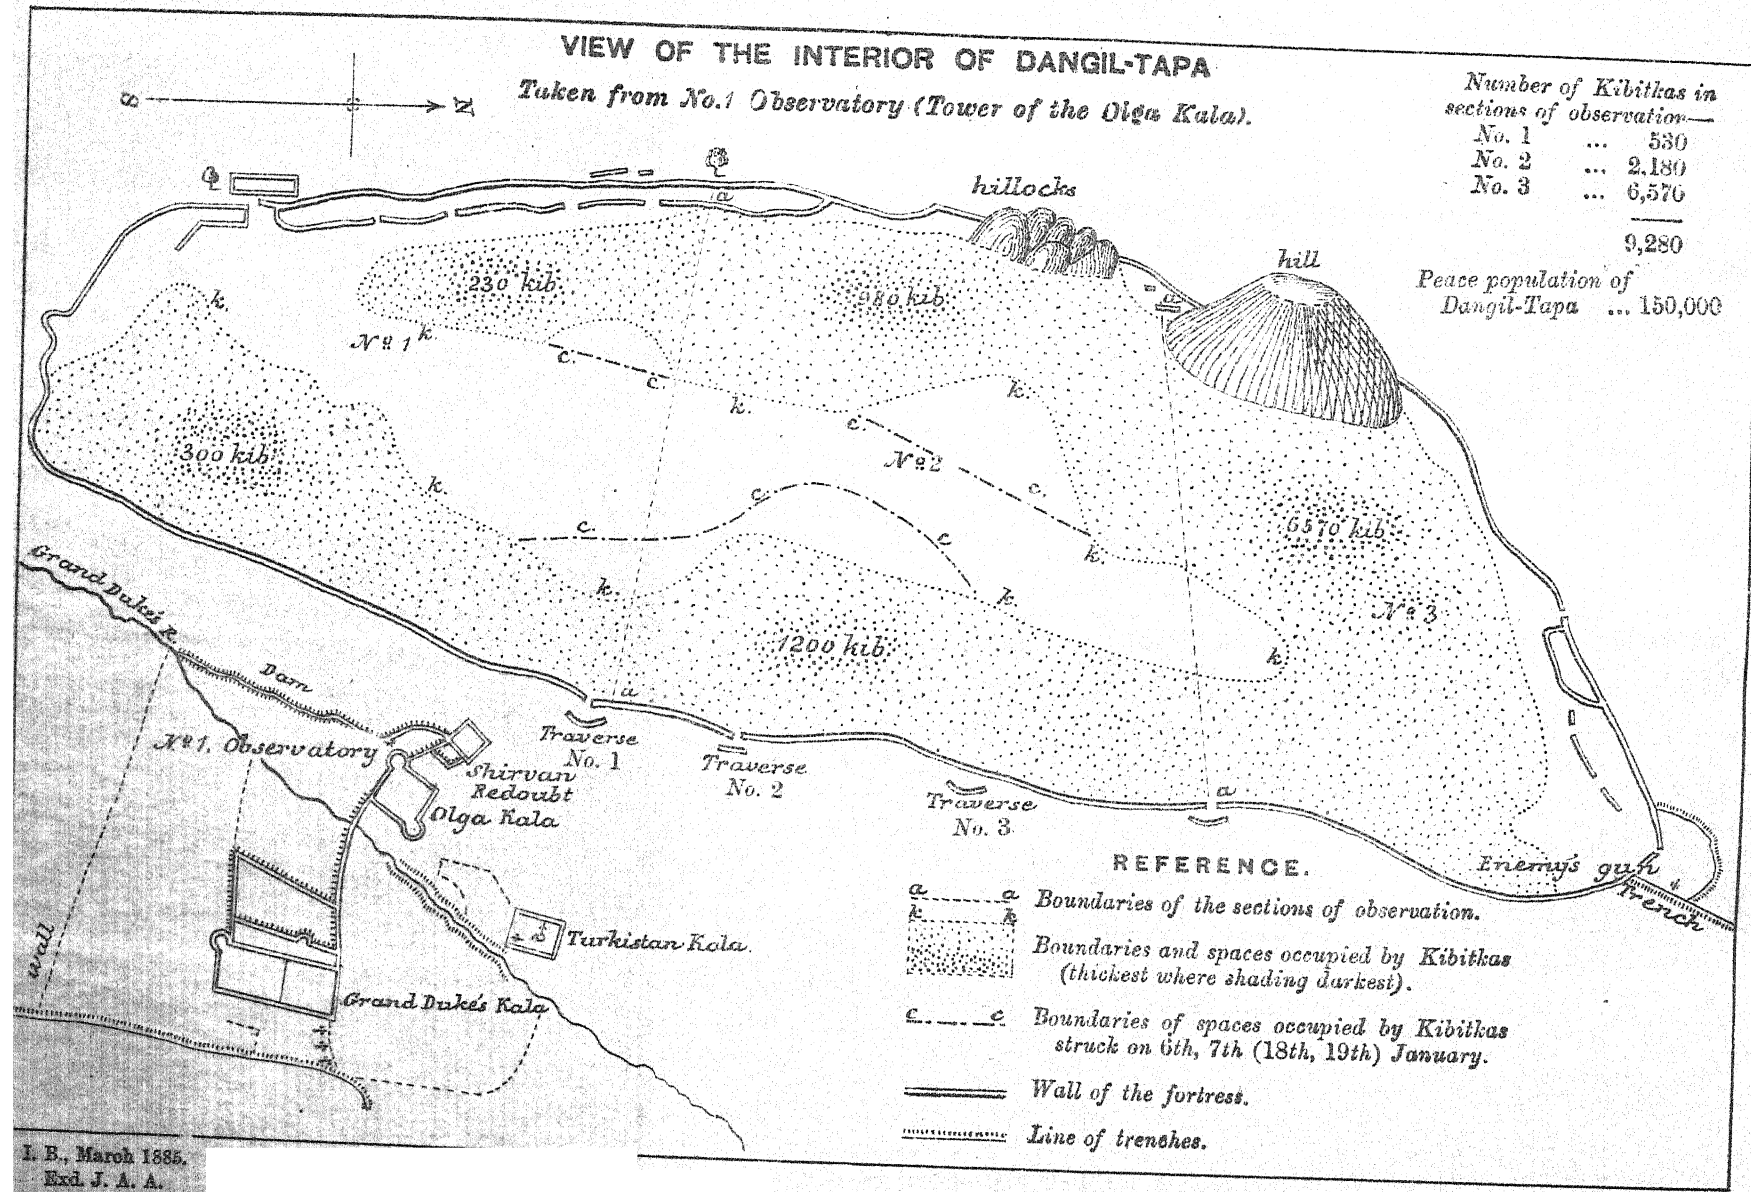 VIEW OF THE INTERIOR OF DANGIL-TAPA
Taken from No.1 Observatory (Tower of the Olga Kala).
S
N
Number of Kibitkas in
sections of observation—
No. 1 ... 530
No. 2 ... 2,180
No. 3 ... 6,570
9,280
Peace population of
Dangil-Tapa ... 150,000
hillocks
hill
a
a
k.
230 kib.
980 kib.
No 1
k.
c.
c.
k.
k.
c.
300 kib.
No 2
k.
c.
c.
c.
c
6570 kib.
k.
k.
k.
No 3
1200 kib.
k.
a
a
Grand Duke's R.
Dam
No 1. Observatory
Shirvan
Redoubt
Olga Kala
Traverse
No. 1
Traverse
No. 2
Traverse
No. 3
Enemy's gun
trench
wall
Turkistan Kola.
Grand Duke's Kala
REFERENCE.
a a Boundaries of the sections of observation.
k k
Boundaries and spaces occupied by Kibitkas
(thickest where shading darkest).
c c Boundaries of spaces occupied by Kibitkas
struck on 6th, 7th (18th, 19th) January.
Wall of the fortress.
Line of trenches.
I. B., March 1885.
Exd. J. A. A.